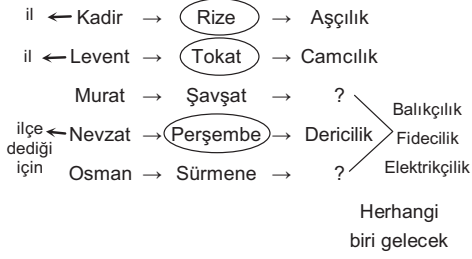 il ← Kadir → Rize → Aşçılık
il ← Levent → Tokat → Camcılık
Murat → Şavşat → ?
ilçe dediği için ← Nevzat → Perşembe → Dericilik
Osman → Sürmene → ?
Balıkçılık
Fidecilik
Elektrikçilik
Herhangi
biri gelecek